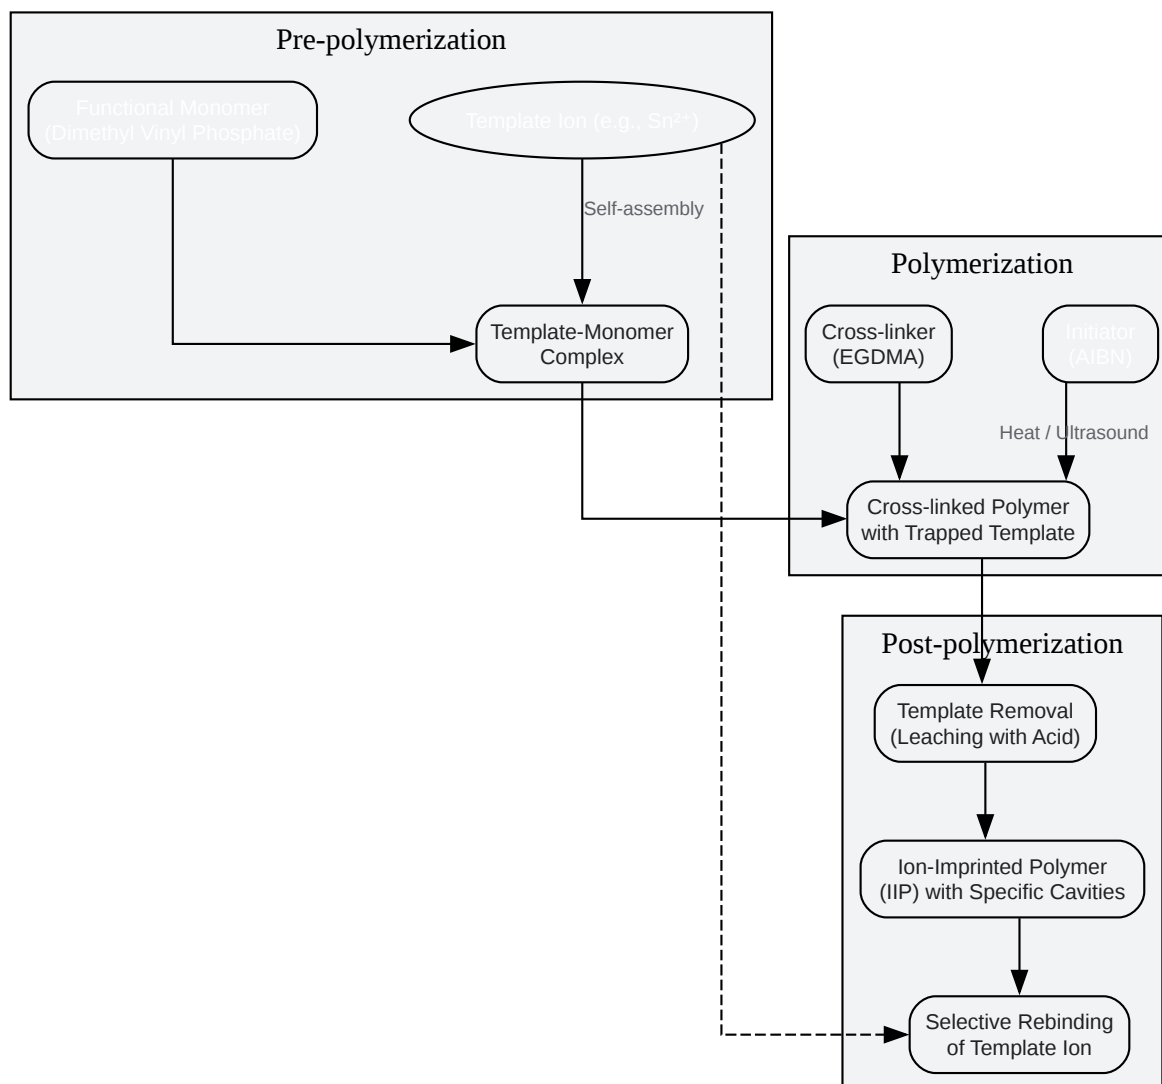 Pre-polymerization
Functional Monomer
(Dimethyl Vinyl Phosphate)
Template Ion (e.g., Sn²⁺)
Self-assembly
Template-Monomer
Complex
Polymerization
Cross-linker
(EGDMA)
Initiator
(AIBN)
Heat / Ultrasound
Cross-linked Polymer
with Trapped Template
Post-polymerization
Template Removal
(Leaching with Acid)
Ion-Imprinted Polymer
(IIP) with Specific Cavities
Selective Rebinding
of Template Ion